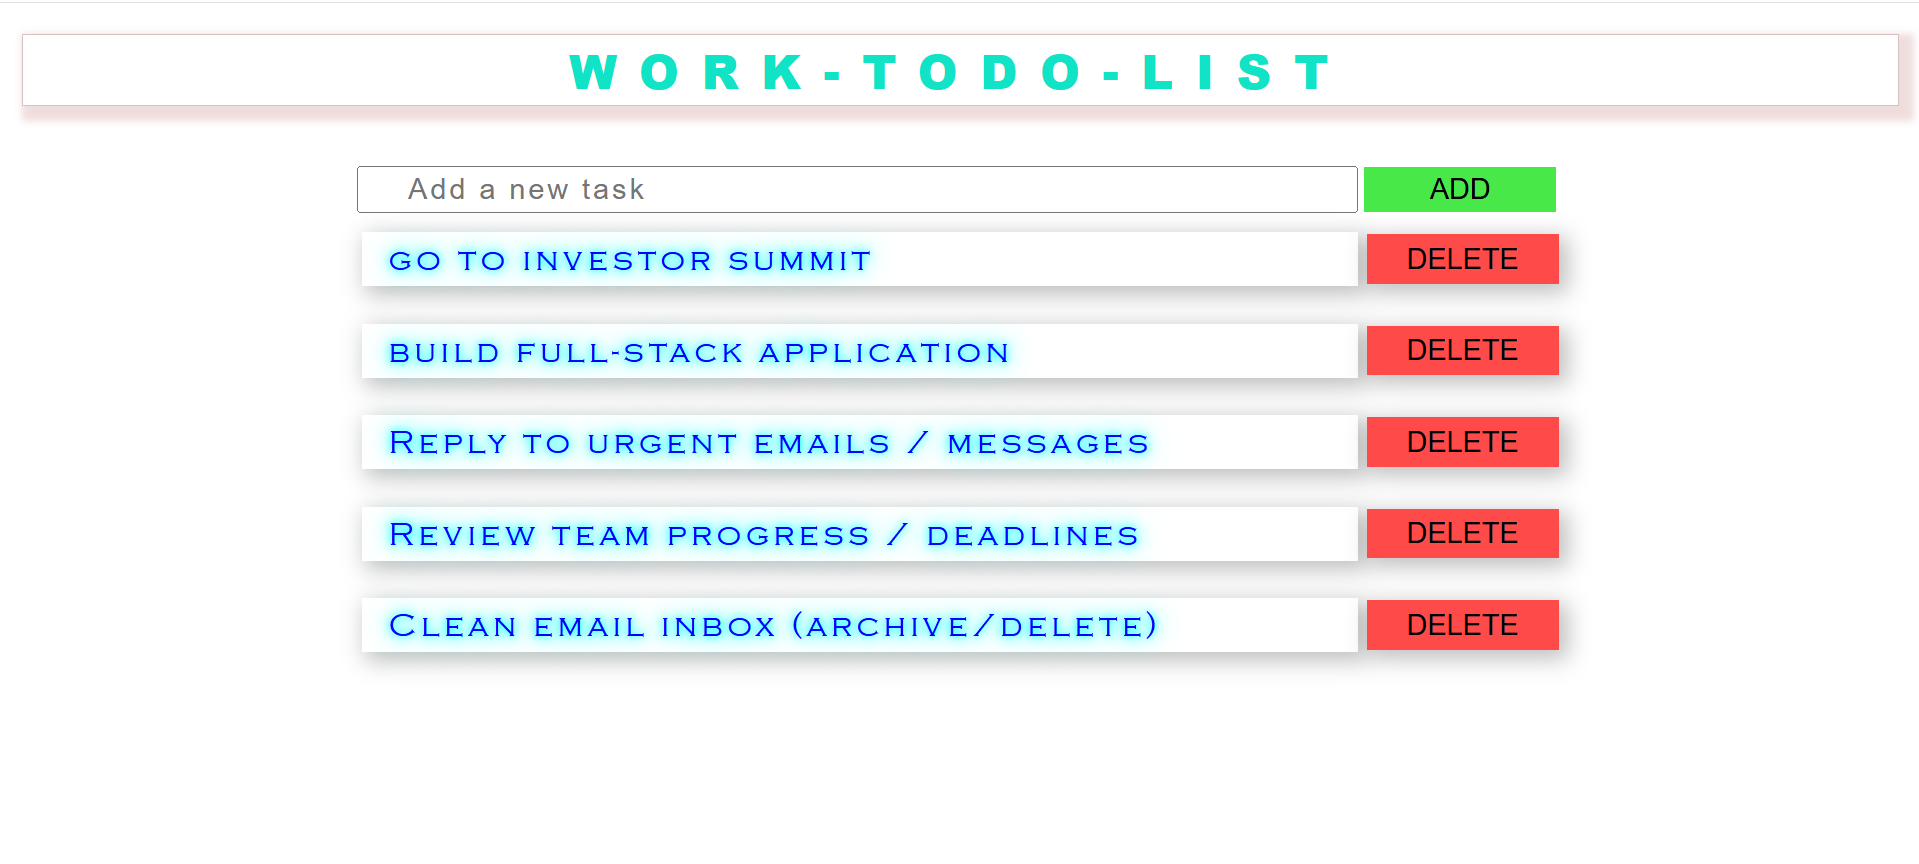 WORK-TODO-LIST
Add a new task ADD
GO TO INVESTOR SUMMIT DELETE
BUILD FULL-STACK APPLICATION DELETE
REPLY TO URGENT EMAILS / MESSAGES DELETE
REVIEW TEAM PROGRESS / DEADLINES DELETE
CLEAN EMAIL INBOX (ARCHIVE/DELETE) DELETE